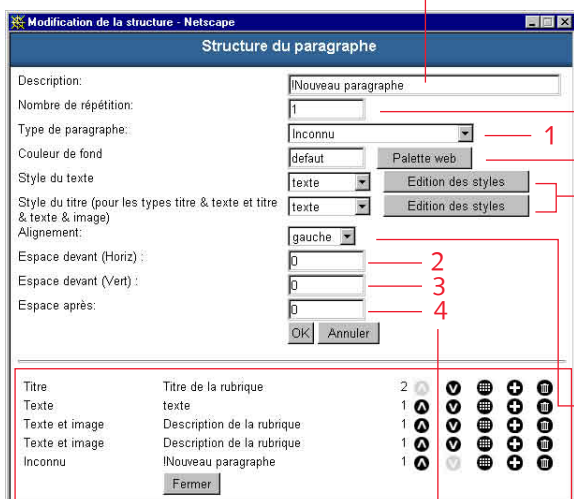 Modification de la structure - Netscape
Structure du paragraphe
Description: !Nouveau paragraphe
Nombre de répétition: 1
Type de paragraphe: Inconnu 1
Couleur de fond defaut Palette web
Style du texte texte Edition des styles
Style du titre (pour les types titre & texte et titre
& texte & image) texte Edition des styles
Alignement: gauche
Espace devant (Horiz) : 0 2
Espace devant (Vert) : 0 3
Espace après: 0 4
OK Annuler
Titre Titre de la rubrique 2
Texte texte 1
Texte et image Description de la rubrique 1
Texte et image Description de la rubrique 1
Inconnu !Nouveau paragraphe 1
Fermer